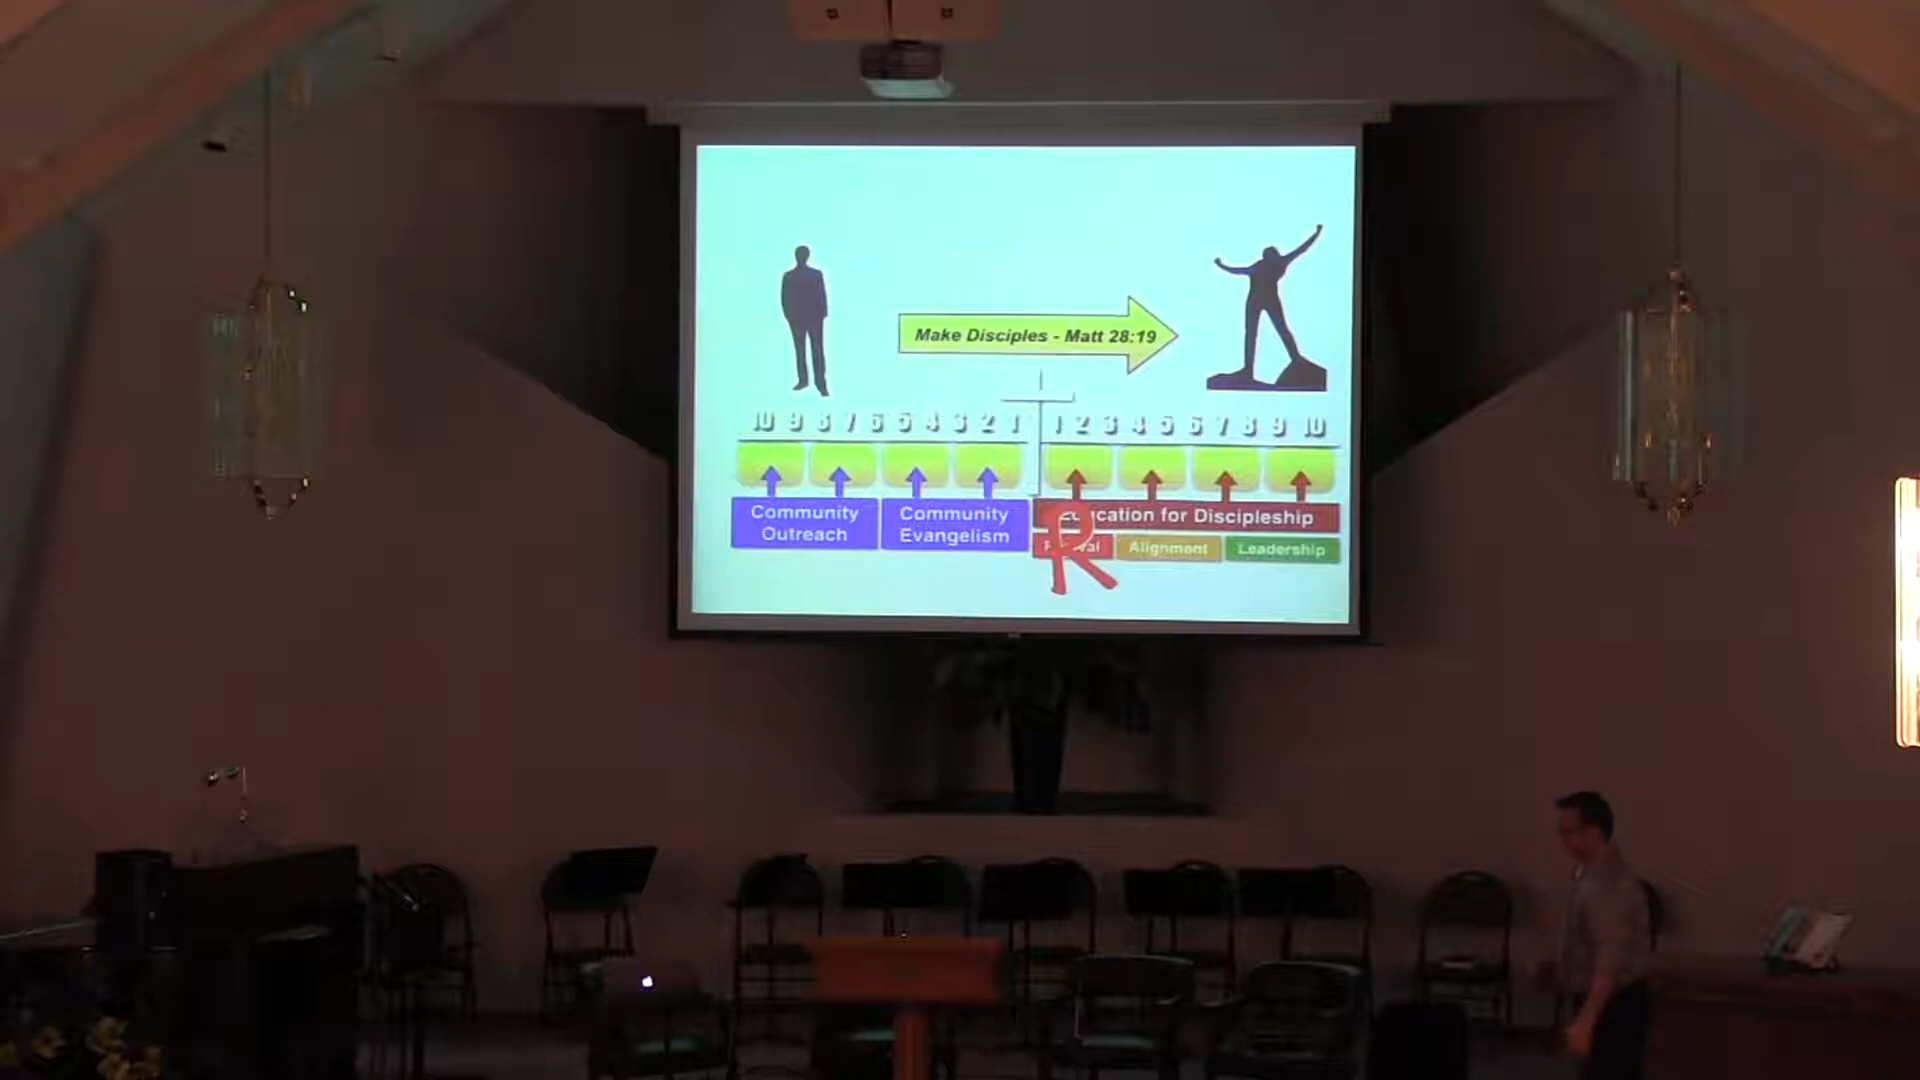 Make Disciples - Matt 28:19
10 9 8 7 6 5 4 3 2 1 1 2 3 4 5 6 7 8 9 10
Community
Outreach
Community
Evangelism
for Discipleship
R
Alignment
Leadership